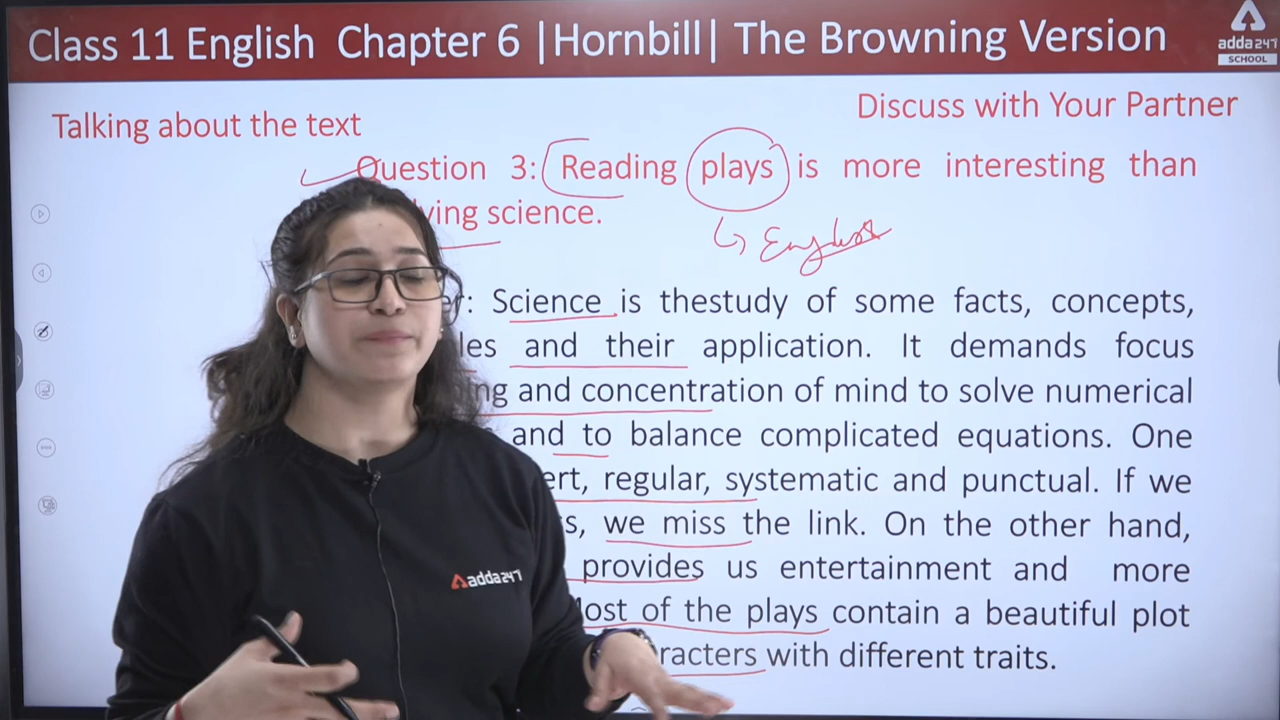 Class 11 English Chapter 6 |Hornbill| The Browning Version
adda247
SCHOOL
Discuss with Your Partner
Talking about the text
Question 3: Reading plays is more interesting than
ying science.
English
: Science is thestudy of some facts, concepts,
les and their application. It demands focus
ng and concentration of mind to solve numerical
and to balance complicated equations. One
ert, regular, systematic and punctual. If we
s, we miss the link. On the other hand,
provides us entertainment and more
Most of the plays contain a beautiful plot
racters with different traits.
adda247